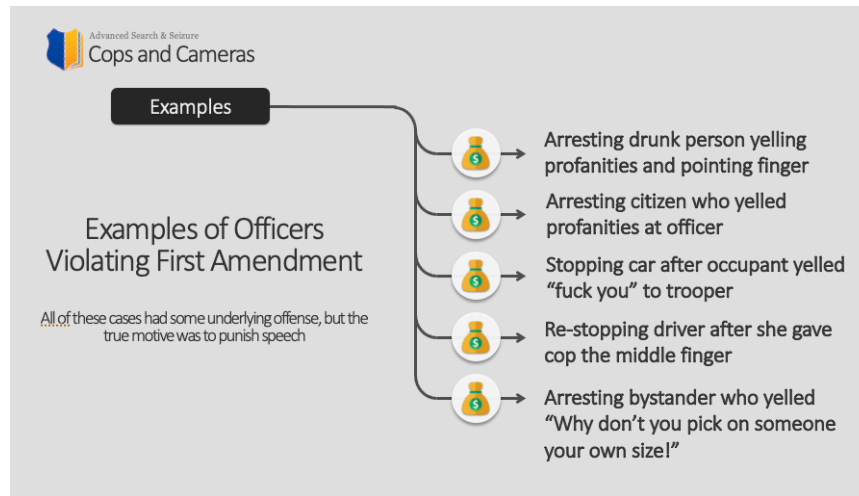 Advanced Search & Seizure
Cops and Cameras
Examples
Examples of Officers
Violating First Amendment
All of these cases had some underlying offense, but the
true motive was to punish speech
Arresting drunk person yelling
profanities and pointing finger
Arresting citizen who yelled
profanities at officer
Stopping car after occupant yelled
“fuck you” to trooper
Re-stopping driver after she gave
cop the middle finger
Arresting bystander who yelled
“Why don’t you pick on someone
your own size!”